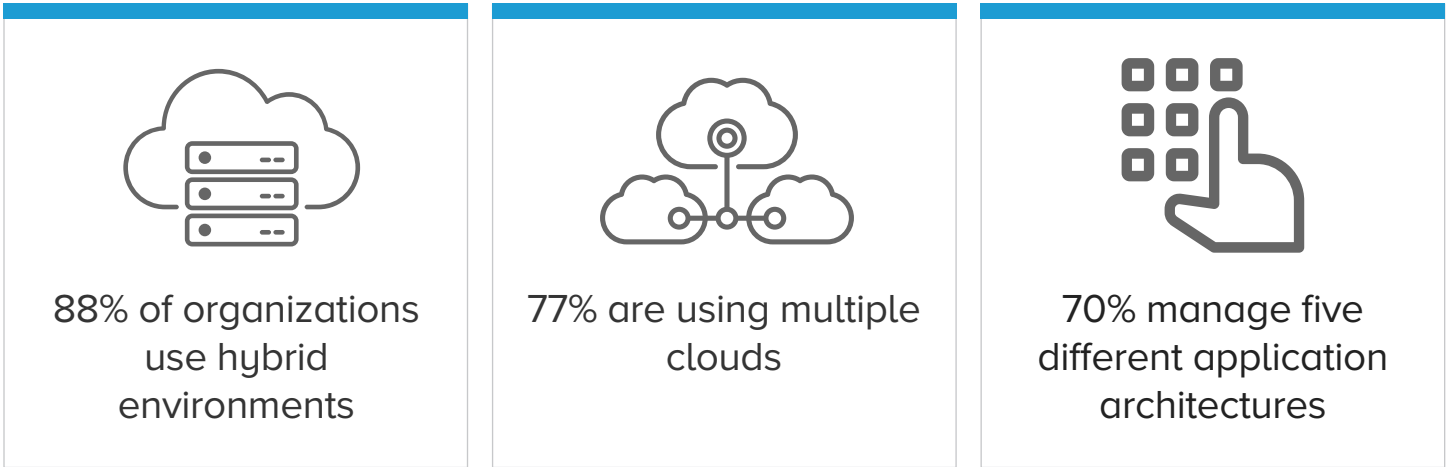 88% of organizations
use hybrid
environments
77% are using multiple
clouds
70% manage five
different application
architectures